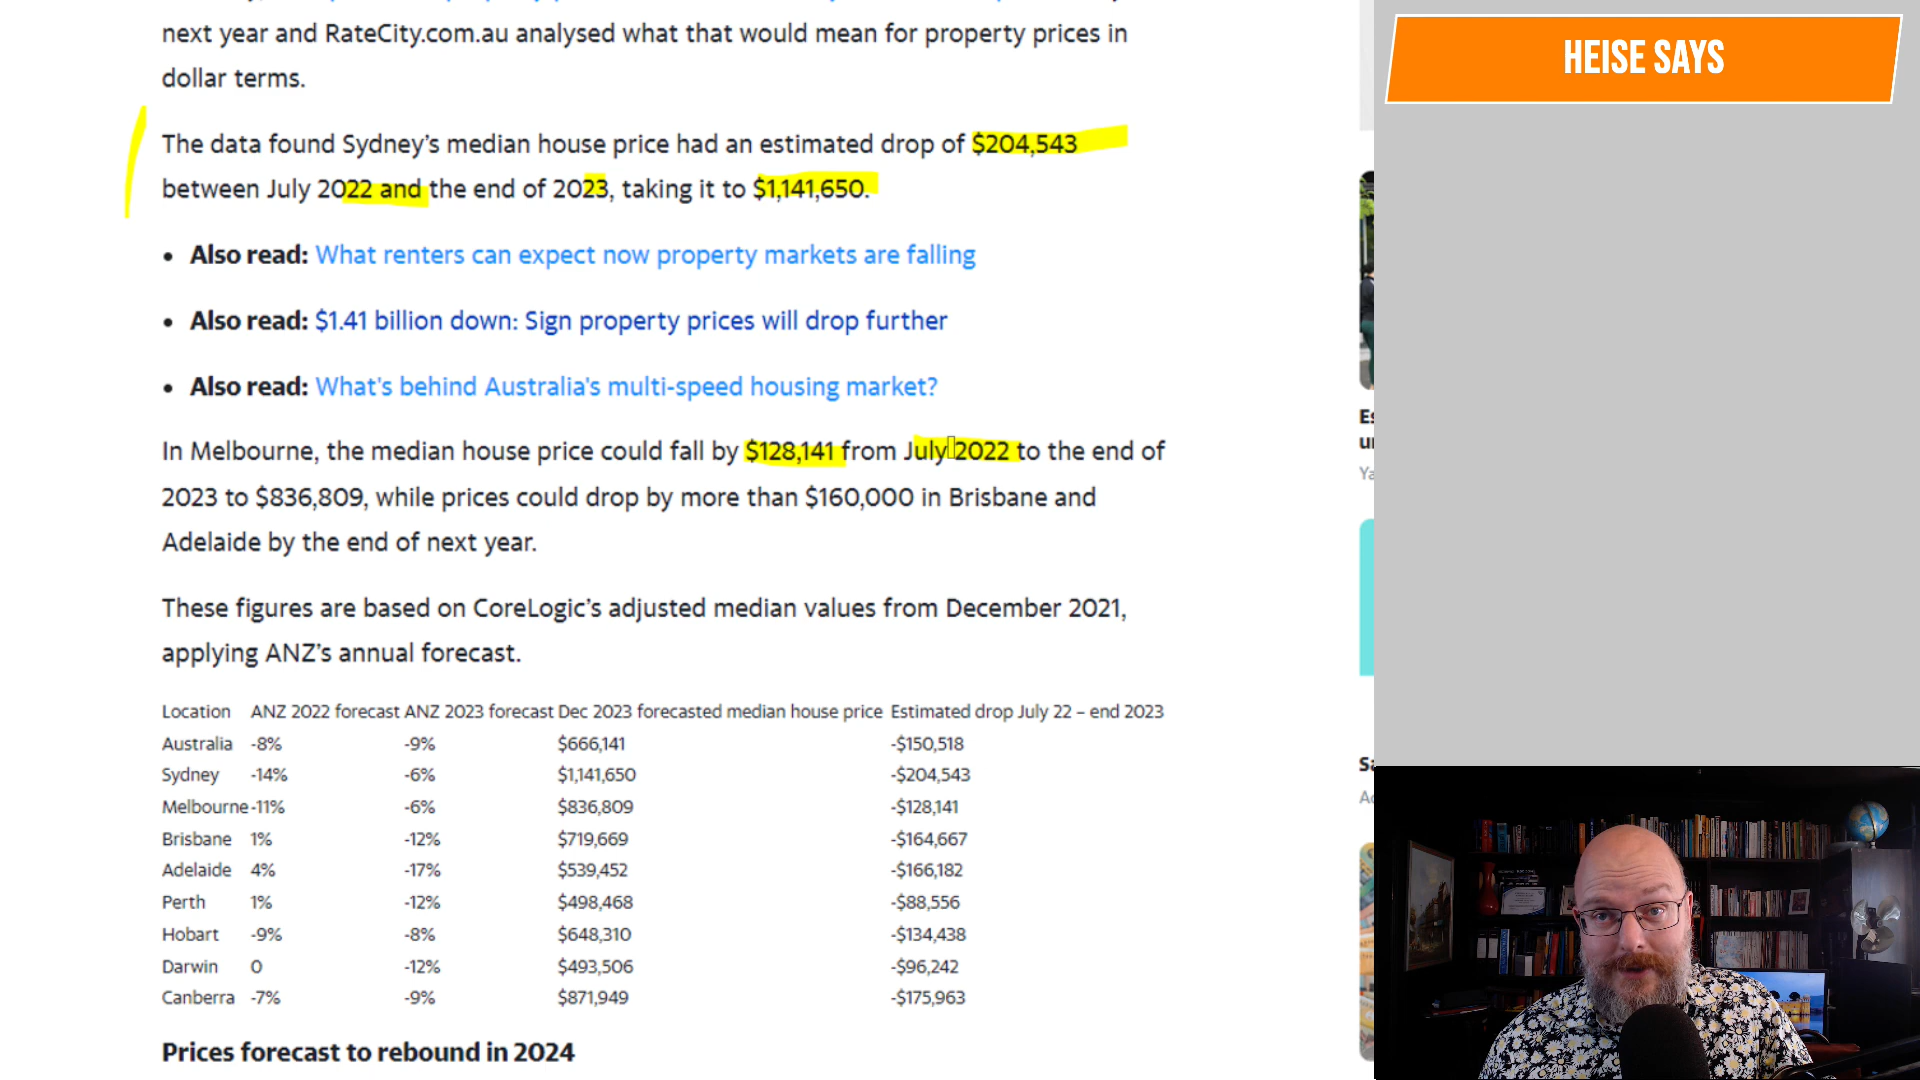 next year and RateCity.com.au analysed what that would mean for property prices in
dollar terms.
HEISE SAYS
The data found Sydney's median house price had an estimated drop of $204,543
between July 2022 and the end of 2023, taking it to $1,141,650.
• Also read: What renters can expect now property markets are falling
• Also read: $1.41 billion down: Sign property prices will drop further
• Also read: What's behind Australia's multi-speed housing market?
In Melbourne, the median house price could fall by $128,141 from July 2022 to the end of
2023 to $836,809, while prices could drop by more than $160,000 in Brisbane and
Adelaide by the end of next year.
These figures are based on CoreLogic's adjusted median values from December 2021,
applying ANZ's annual forecast.
Location ANZ 2022 forecast ANZ 2023 forecast Dec 2023 forecasted median house price Estimated drop July 22 – end 2023
Australia -8% -9% $666,141 -$150,518
Sydney -14% -6% $1,141,650 -$204,543
Melbourne -11% -6% $836,809 -$128,141
Brisbane 1% -12% $719,669 -$164,667
Adelaide 4% -17% $539,452 -$166,182
Perth 1% -12% $498,468 -$88,556
Hobart -9% -8% $648,310 -$134,438
Darwin 0 -12% $493,506 -$96,242
Canberra -7% -9% $871,949 -$175,963
Prices forecast to rebound in 2024